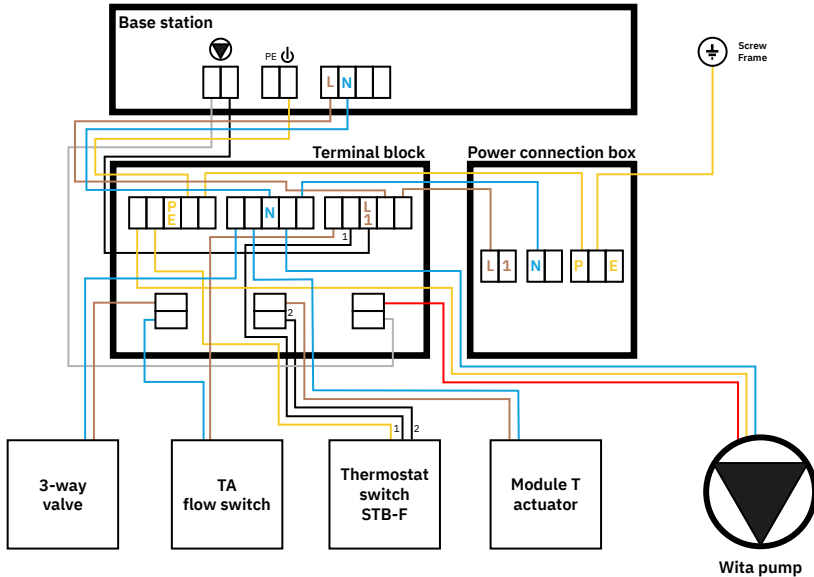 Base station
PE
L N
Screw
Frame
Terminal block
Power connection box
P
E
N
L
1
1
L 1
N
P E
2
1
2
3-way
valve
TA
flow switch
Thermostat
switch
STB-F
Module T
actuator
Wita pump